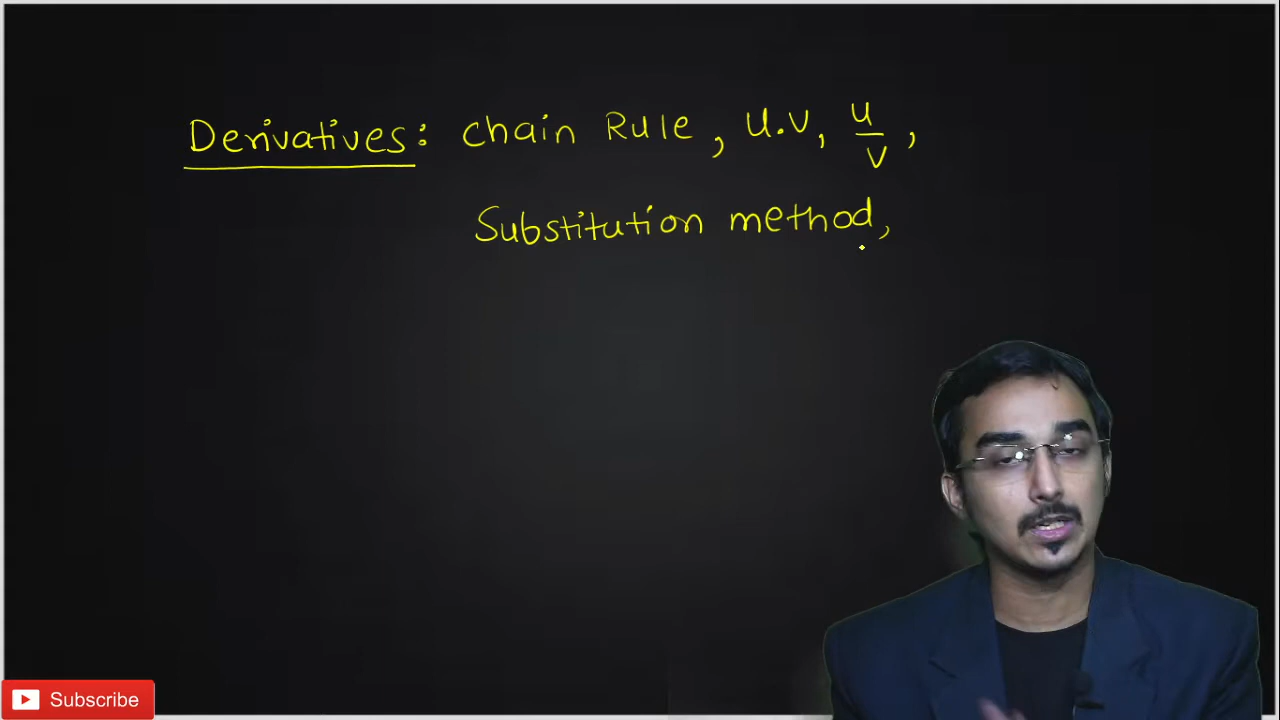 Derivatives: Chain Rule, u.v, u/v,
Substitution method,
Subscribe